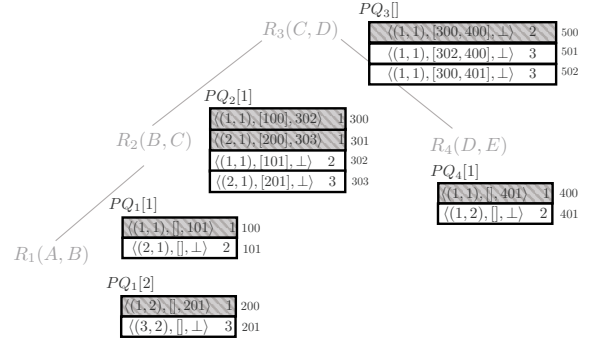 PQ₃[]
R₃(C, D)
⟨(1, 1), [300, 400], ⊥⟩ 2 500
⟨(1, 1), [302, 400], ⊥⟩ 3 501
⟨(1, 1), [300, 401], ⊥⟩ 3 502
PQ₂[1]
⟨(1, 1), [100], 302⟩ 1 300
⟨(2, 1), [200], 303⟩ 1 301
⟨(1, 1), [101], ⊥⟩ 2 302
⟨(2, 1), [201], ⊥⟩ 3 303
R₂(B, C)
R₄(D, E)
PQ₄[1]
⟨(1, 1), [], 401⟩ 1 400
⟨(1, 2), [], ⊥⟩ 2 401
PQ₁[1]
⟨(1, 1), [], 101⟩ 1 100
⟨(2, 1), [], ⊥⟩ 2 101
R₁(A, B)
PQ₁[2]
⟨(1, 2), [], 201⟩ 1 200
⟨(3, 2), [], ⊥⟩ 3 201